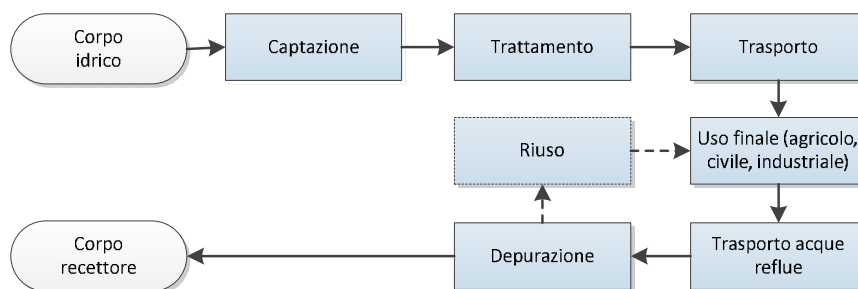 Corpo
idrico
Captazione
Trattamento
Trasporto
Riuso
Uso finale (agricolo,
civile, industriale)
Corpo
recettore
Depurazione
Trasporto acque
reflue